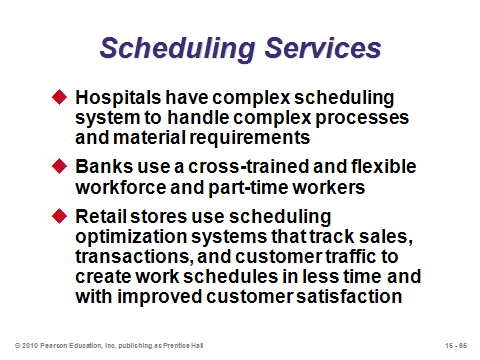 Scheduling Services
Hospitals have complex scheduling
system to handle complex processes
and material requirements
Banks use a cross-trained and flexible
workforce and part-time workers
Retail stores use scheduling
optimization systems that track sales,
transactions, and customer traffic to
create work schedules in less time and
with improved customer satisfaction
© 2010 Pearson Education, Inc. publishing as Prentice Hall
15 - 65